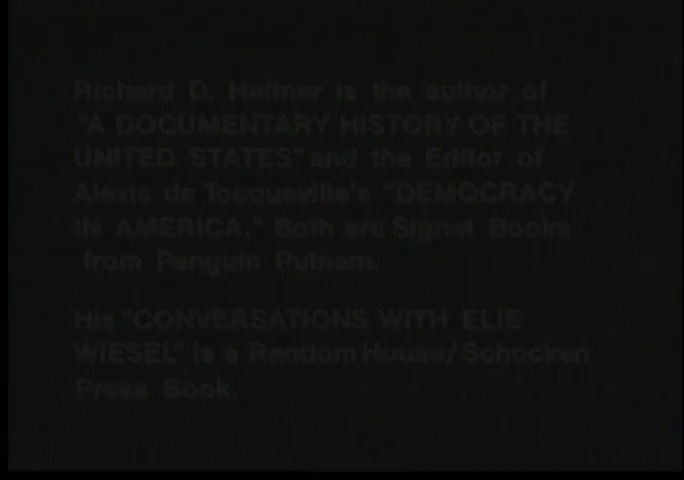 Richard D. Heffner is the author of
"A DOCUMENTARY HISTORY OF THE
UNITED STATES" and the Editor of
Alexis de Tocqueville's "DEMOCRACY
IN AMERICA." Both are Signet Books
from Penguin Putnam.
His "CONVERSATIONS WITH ELIE
WIESEL" is a Random House/Schocken
Press Book.